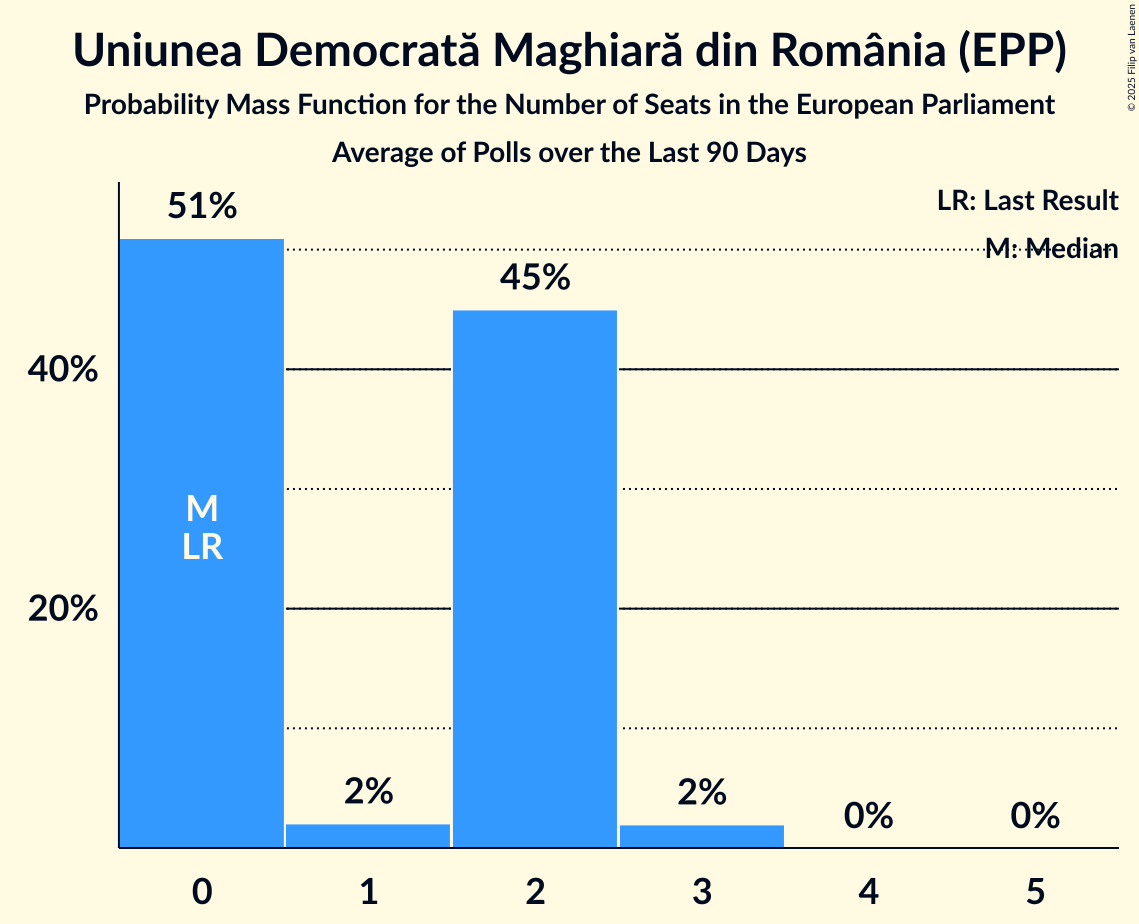 Uniunea Democrată Maghiară din România (EPP)
Probability Mass Function for the Number of Seats in the European Parliament
Average of Polls over the Last 90 Days
© 2025 Filip van Laenen
LR: Last Result
M: Median
51%
45%
40%
M
LR
20%
2%
2%
0%
0%
0
1
2
3
4
5